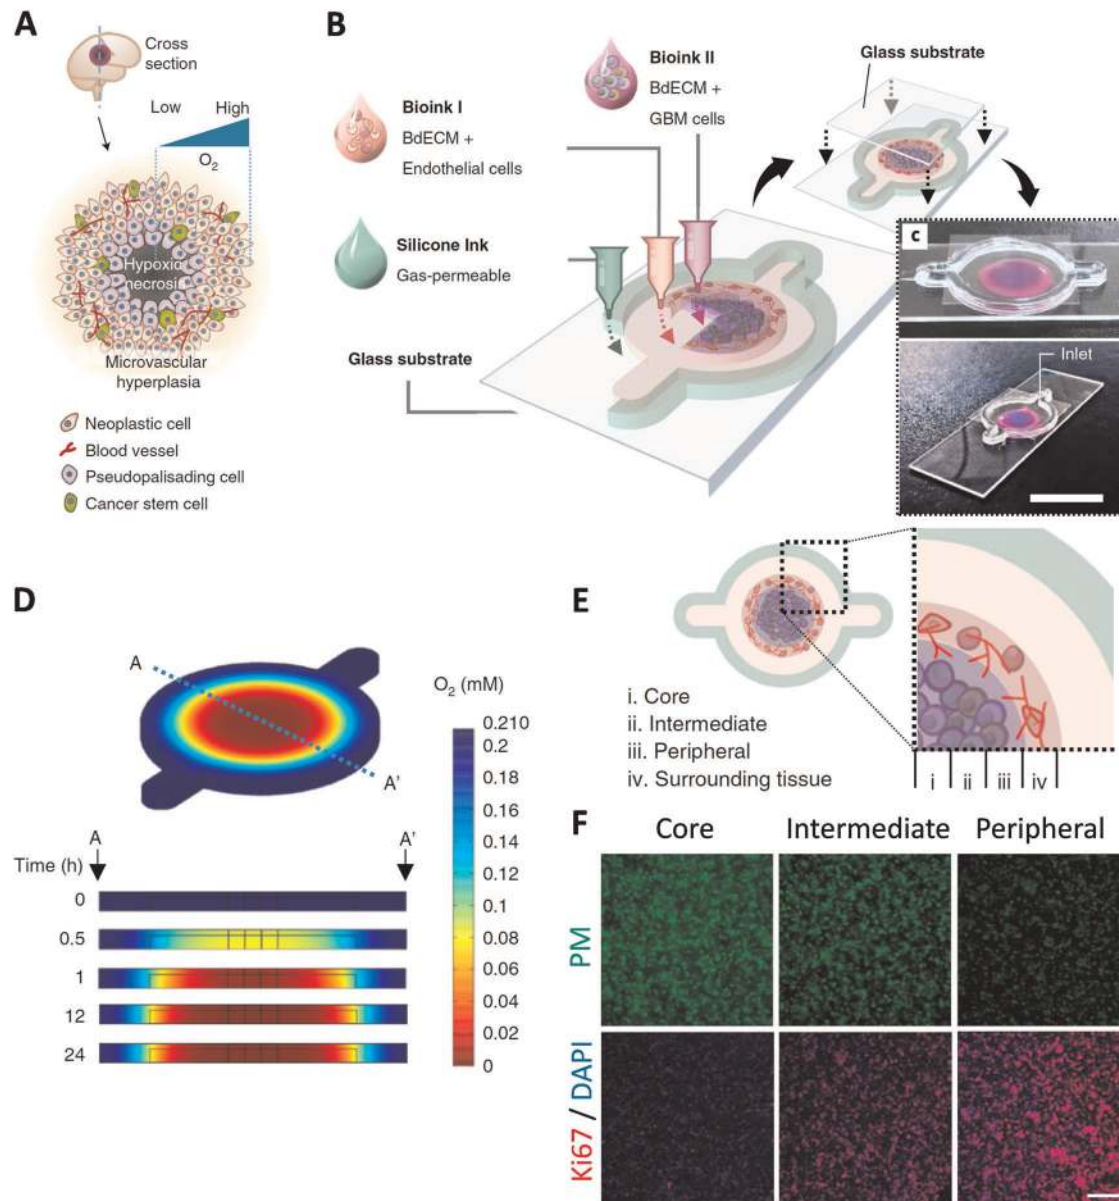 A
Cross
section
Low
High
O2
Hypoxic
necrosis
Microvascular
hyperplasia
Neoplastic cell
Blood vessel
Pseudopalisading cell
Cancer stem cell
B
Bioink I
BdECM +
Endothelial cells
Silicone Ink
Gas-permeable
Glass substrate
Bioink II
BdECM +
GBM cells
Glass substrate
c
Inlet
D
A
A'
O2 (mM)
0.210
0.2
0.18
0.16
0.14
0.12
0.1
0.08
0.06
0.04
0.02
0
A
A'
Time (h)
0
0.5
1
12
24
E
i. Core
ii. Intermediate
iii. Peripheral
iv. Surrounding tissue
i
ii
iii
iv
F
Core
Intermediate
Peripheral
PM
Ki67 / DAPI